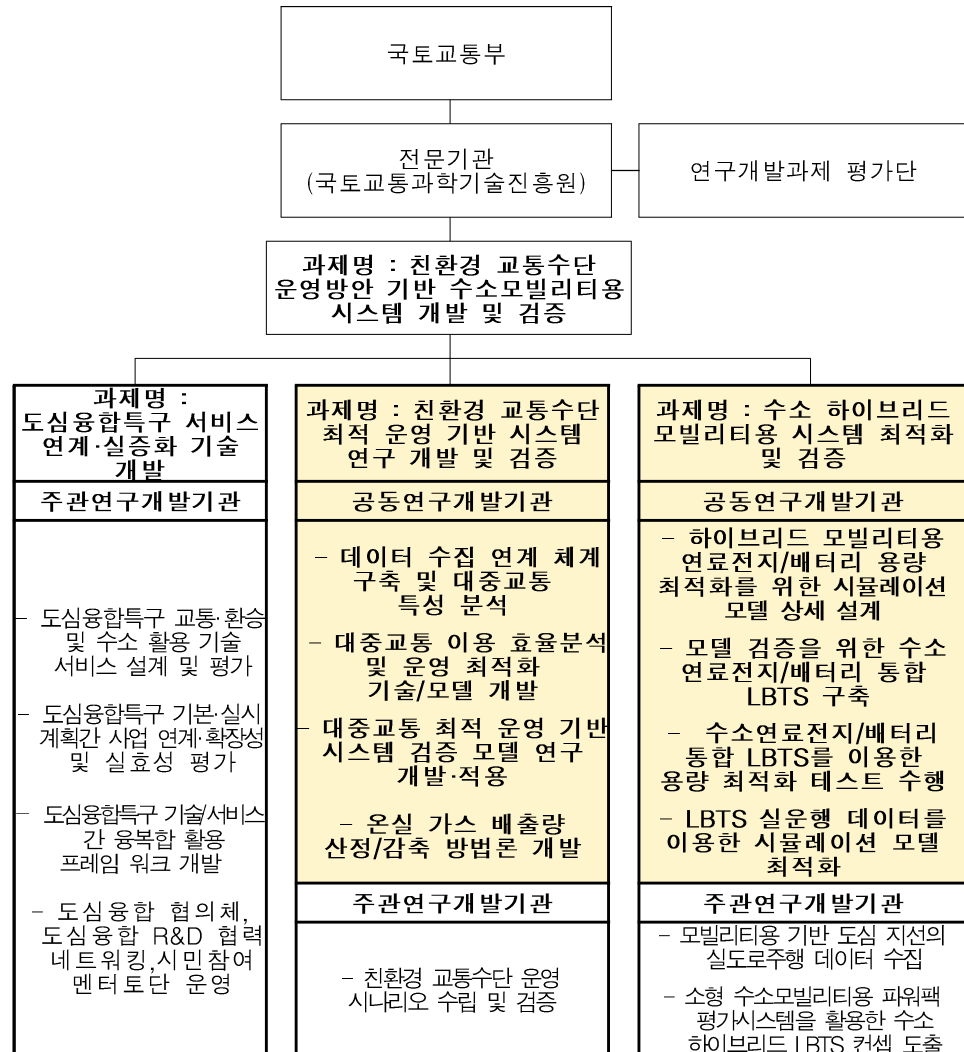 국토교통부
전문기관
(국토교통과학기술진흥원)
연구개발과제 평가단
과제명 : 친환경 교통수단
운영방안 기반 수소모빌리티용
시스템 개발 및 검증
과제명 :
도심융합특구 서비스
연계·실증화 기술
개발
주관연구개발기관
- 도심융합특구 교통·환승
및 수소 활용 기술
서비스 설계 및 평가
- 도심융합특구 기본·실시
계획간 사업 연계·확장성
및 실효성 평가
- 도심융합특구 기술/서비스
간 융복합 활용
프레임 워크 개발
- 도심융합 협의체,
도심융합 R&D 협력
네트워킹,시민참여
멘터토단 운영
과제명 : 친환경 교통수단
최적 운영 기반 시스템
연구 개발 및 검증
공동연구개발기관
- 데이터 수집 연계 체계
구축 및 대중교통
특성 분석
- 대중교통 이용 효율분석
및 운영 최적화
기술/모델 개발
- 대중교통 최적 운영 기반
시스템 검증 모델 연구
개발·적용
- 온실 가스 배출량
산정/감축 방법론 개발
주관연구개발기관
- 친환경 교통수단 운영
시나리오 수립 및 검증
과제명 : 수소 하이브리드
모빌리티용 시스템 최적화
및 검증
공동연구개발기관
- 하이브리드 모빌리티용
연료전지/배터리 용량
최적화를 위한 시뮬레이션
모델 상세 설계
- 모델 검증을 위한 수소
연료전지/배터리 통합
LBTS 구축
- 수소연료전지/배터리
통합 LBTS를 이용한
용량 최적화 테스트 수행
- LBTS 실운행 데이터를
이용한 시뮬레이션 모델
최적화
주관연구개발기관
- 모빌리티용 기반 도심 지선의
실도로주행 데이터 수집
- 소형 수소모빌리티용 파워팩
평가시스템을 활용한 수소
하이브리드 LBTS 컨셉 도출